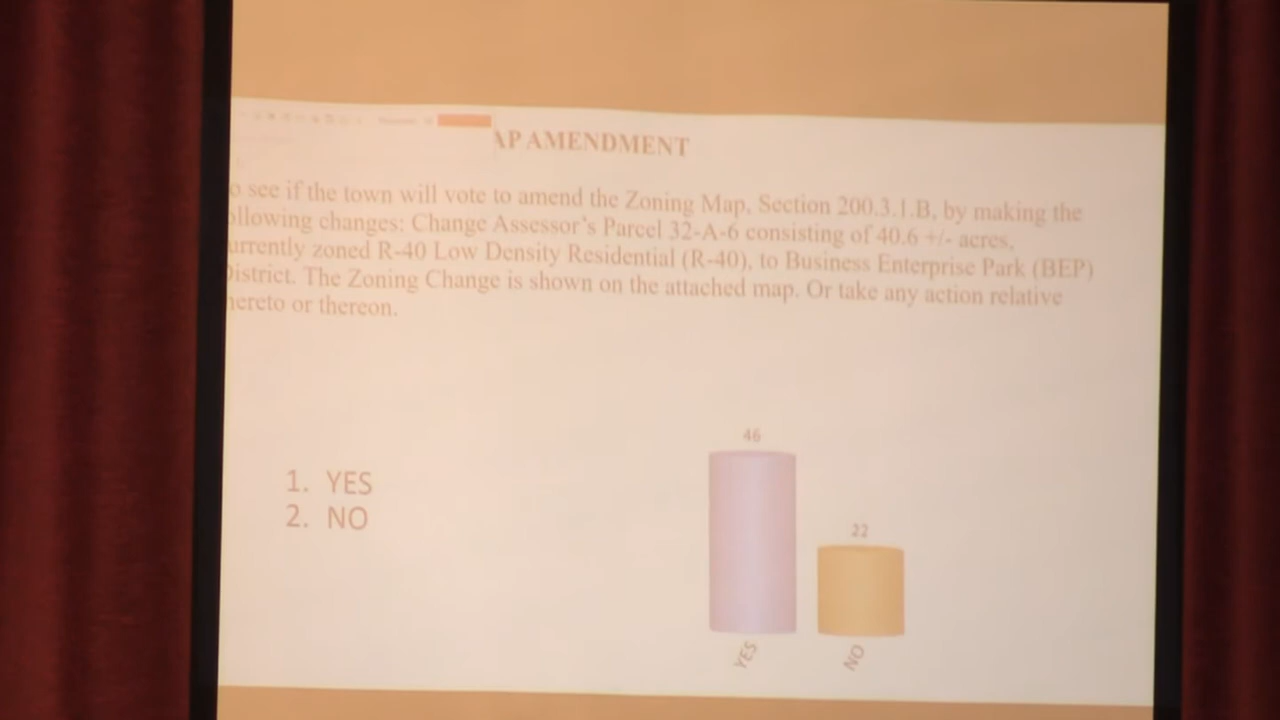 AP AMENDMENT
o see if the town will vote to amend the Zoning Map, Section 200.3.1.B, by making the
ollowing changes: Change Assessor's Parcel 32-A-6 consisting of 40.6 +/- acres,
urrently zoned R-40 Low Density Residential (R-40), to Business Enterprise Park (BEP)
District. The Zoning Change is shown on the attached map. Or take any action relative
hereto or thereon.
46
1. YES
2. NO
22
YES
NO